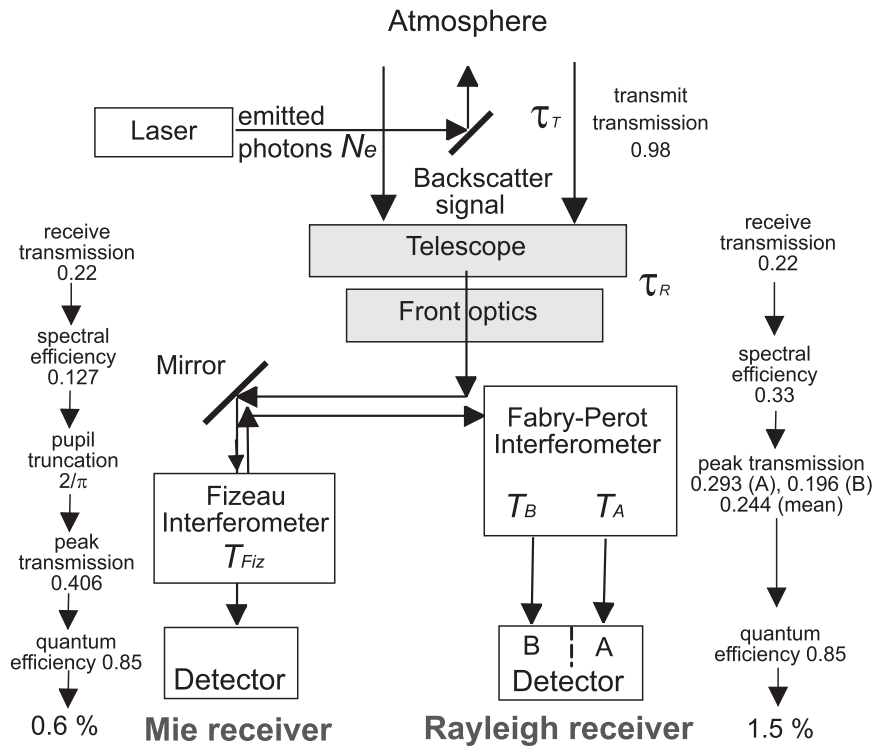 Atmosphere
Laser
emitted
photons Ne
τT
transmit
transmission
0.98
Backscatter
signal
Telescope
τR
Front optics
receive
transmission
0.22
spectral
efficiency
0.127
pupil
truncation
2/π
peak
transmission
0.406
quantum
efficiency 0.85
0.6 %
Mirror
Fizeau
Interferometer
TFiz
Detector
Mie receiver
Fabry-Perot
Interferometer
TB TA
B A
Detector
Rayleigh receiver
receive
transmission
0.22
spectral
efficiency
0.33
peak transmission
0.293 (A), 0.196 (B)
0.244 (mean)
quantum
efficiency 0.85
1.5 %